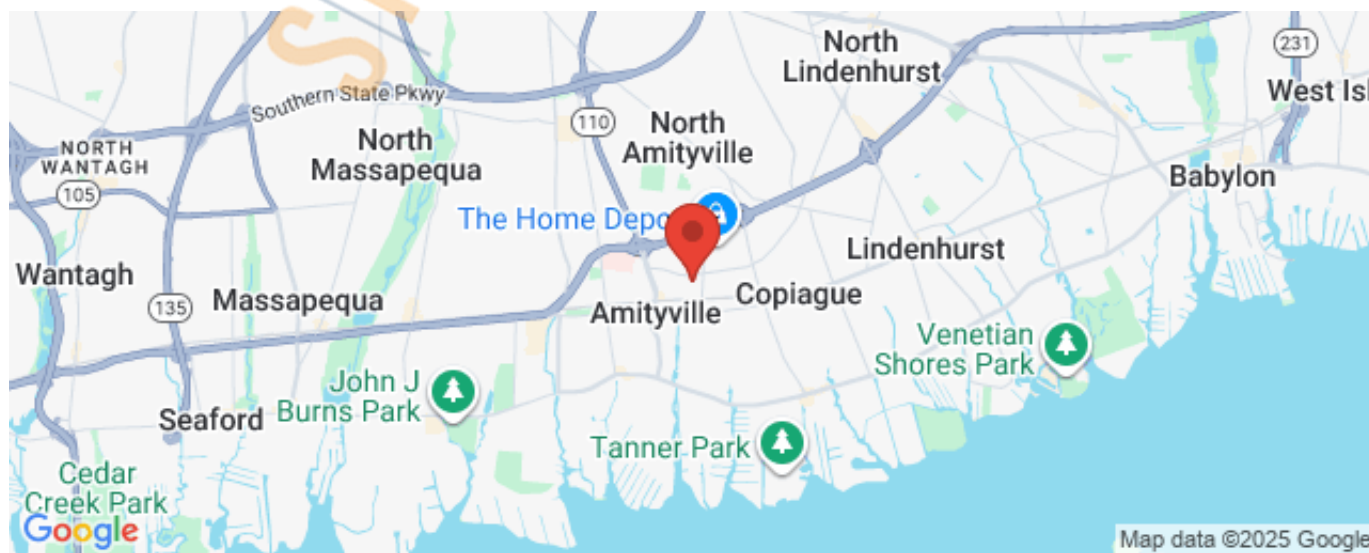 North
Lindenhurst
231
West Isl
Southern State Pkwy
110
North
Amityville
North
Massapequa
NORTH
WANTAGH
105
Babylon
The Home Depo
Lindenhurst
Wantagh
Massapequa
135
Amityville
Copiague
Venetian
Shores Park
John J
Burns Park
Seaford
Tanner Park
Cedar
Creek Park
Google
Map data ©2025 Google